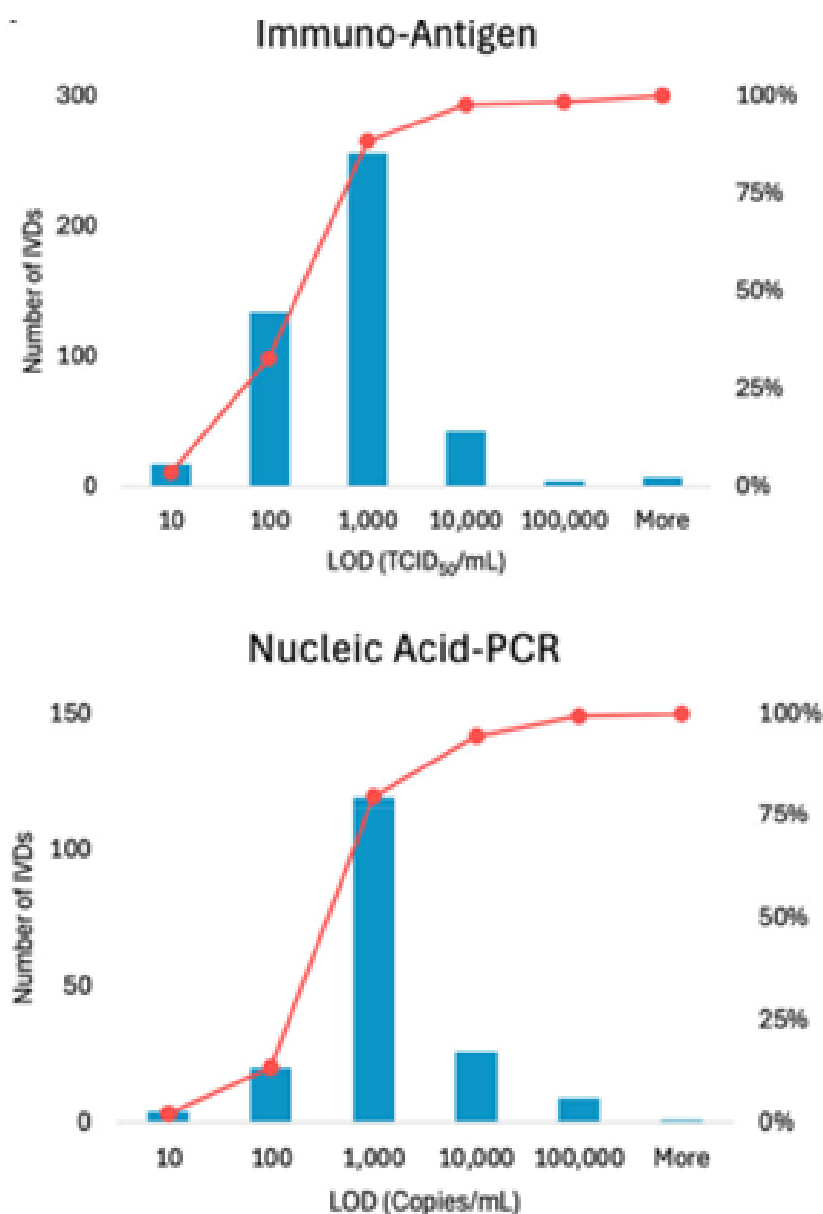 Immuno-Antigen
300
200
100
0
Number of IVDs
100%
75%
50%
25%
0%
10 100 1,000 10,000 100,000 More
LOD (TCID₅₀/mL)
Nucleic Acid-PCR
150
100
50
0
Number of IVDs
100%
75%
50%
25%
0%
10 100 1,000 10,000 100,000 More
LOD (Copies/mL)